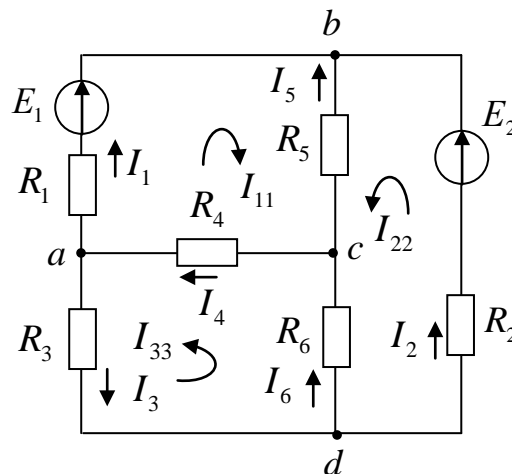 b
I₅
E₁
E₂
R₅
I₁
R₁
I₁₁
R₄
I₂₂
a
c
I₄
R₃
I₃₃
R₆
I₂
R₂
I₃
I₆
d